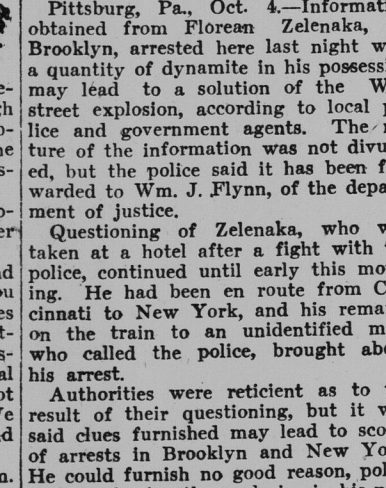 Pittsburg, Pa., Oct. 4.—Informati
obtained from Florean Zelenaka,
Brooklyn, arrested here last night w
a quantity of dynamite in his possess
may lead to a solution of the W
street explosion, according to local p
lice and government agents. The
ture of the information was not divu
ed, but the police said it has been f
warded to Wm. J. Flynn, of the depa
ment of justice.
Questioning of Zelenaka, who w
taken at a hotel after a fight with
police, continued until early this mo
ing. He had been en route from C
cinnati to New York, and his rema
on the train to an unidentified m
who called the police, brought abo
his arrest.
Authorities were reticient as to
result of their questioning, but it w
said clues furnished may lead to sco
of arrests in Brooklyn and New Yo
He could furnish no good reason, pol